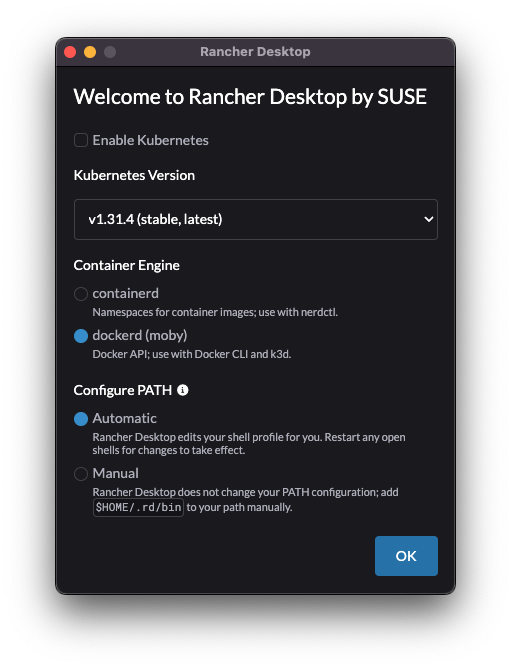 Rancher Desktop
Welcome to Rancher Desktop by SUSE
Enable Kubernetes
Kubernetes Version
v1.31.4 (stable, latest)
Container Engine
containerd
Namespaces for container images; use with nerdctl.
dockerd (moby)
Docker API; use with Docker CLI and k3d.
Configure PATH
Automatic
Rancher Desktop edits your shell profile for you. Restart any open
shells for changes to take effect.
Manual
Rancher Desktop does not change your PATH configuration; add
$HOME/.rd/bin to your path manually.
OK